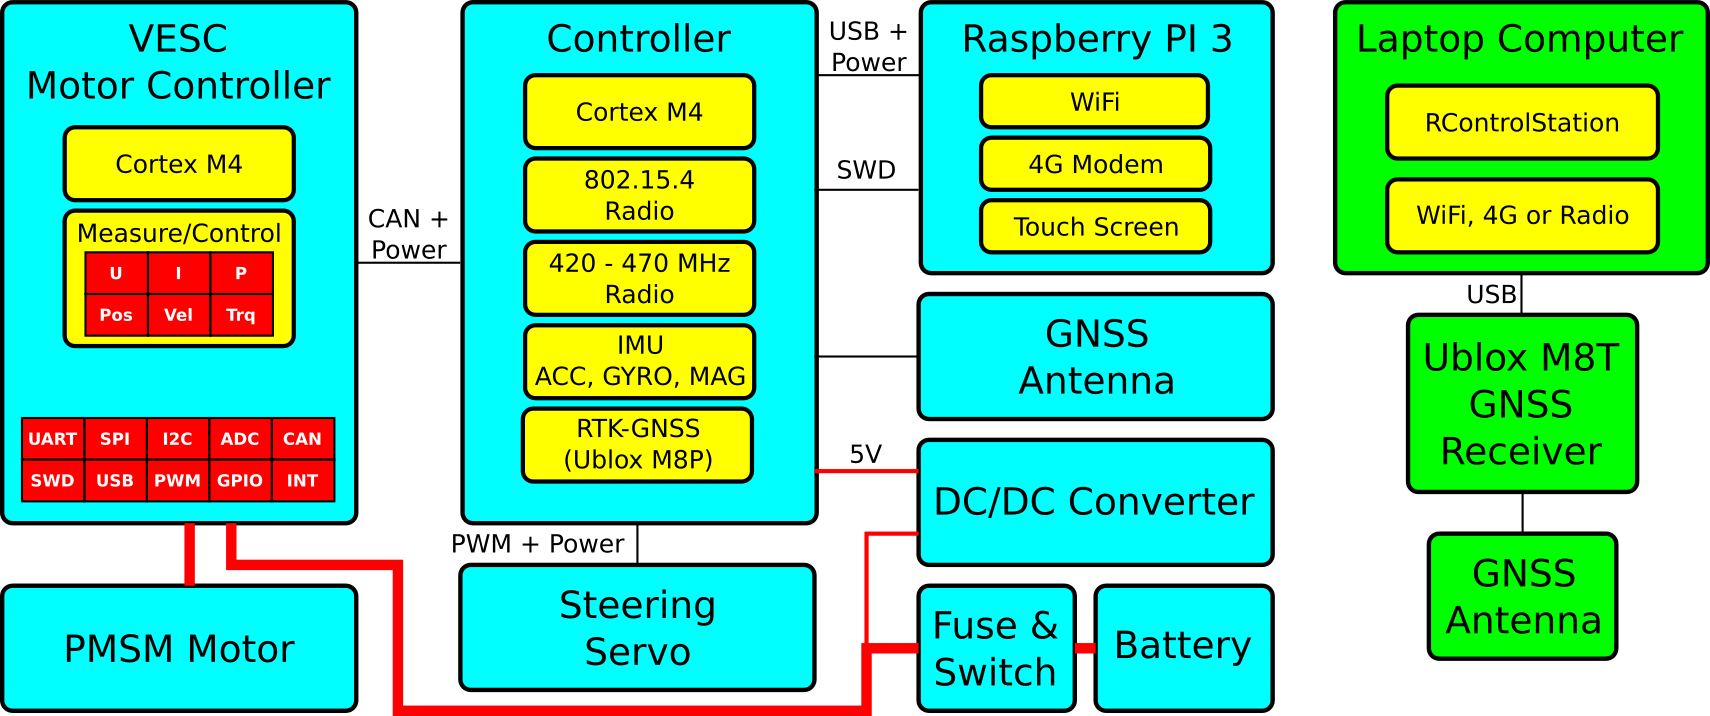 VESC
Motor Controller
Cortex M4
Measure/Control
U I P
Pos Vel Trq
UART SPI I2C ADC CAN
SWD USB PWM GPIO INT
PMSM Motor
CAN +
Power
Controller
Cortex M4
802.15.4
Radio
420 - 470 MHz
Radio
IMU
ACC, GYRO, MAG
RTK-GNSS
(Ublox M8P)
PWM + Power
Steering
Servo
USB +
Power
SWD
5V
Raspberry PI 3
WiFi
4G Modem
Touch Screen
GNSS
Antenna
DC/DC Converter
Fuse &
Switch
Battery
Laptop Computer
RControlStation
WiFi, 4G or Radio
USB
Ublox M8T
GNSS
Receiver
GNSS
Antenna